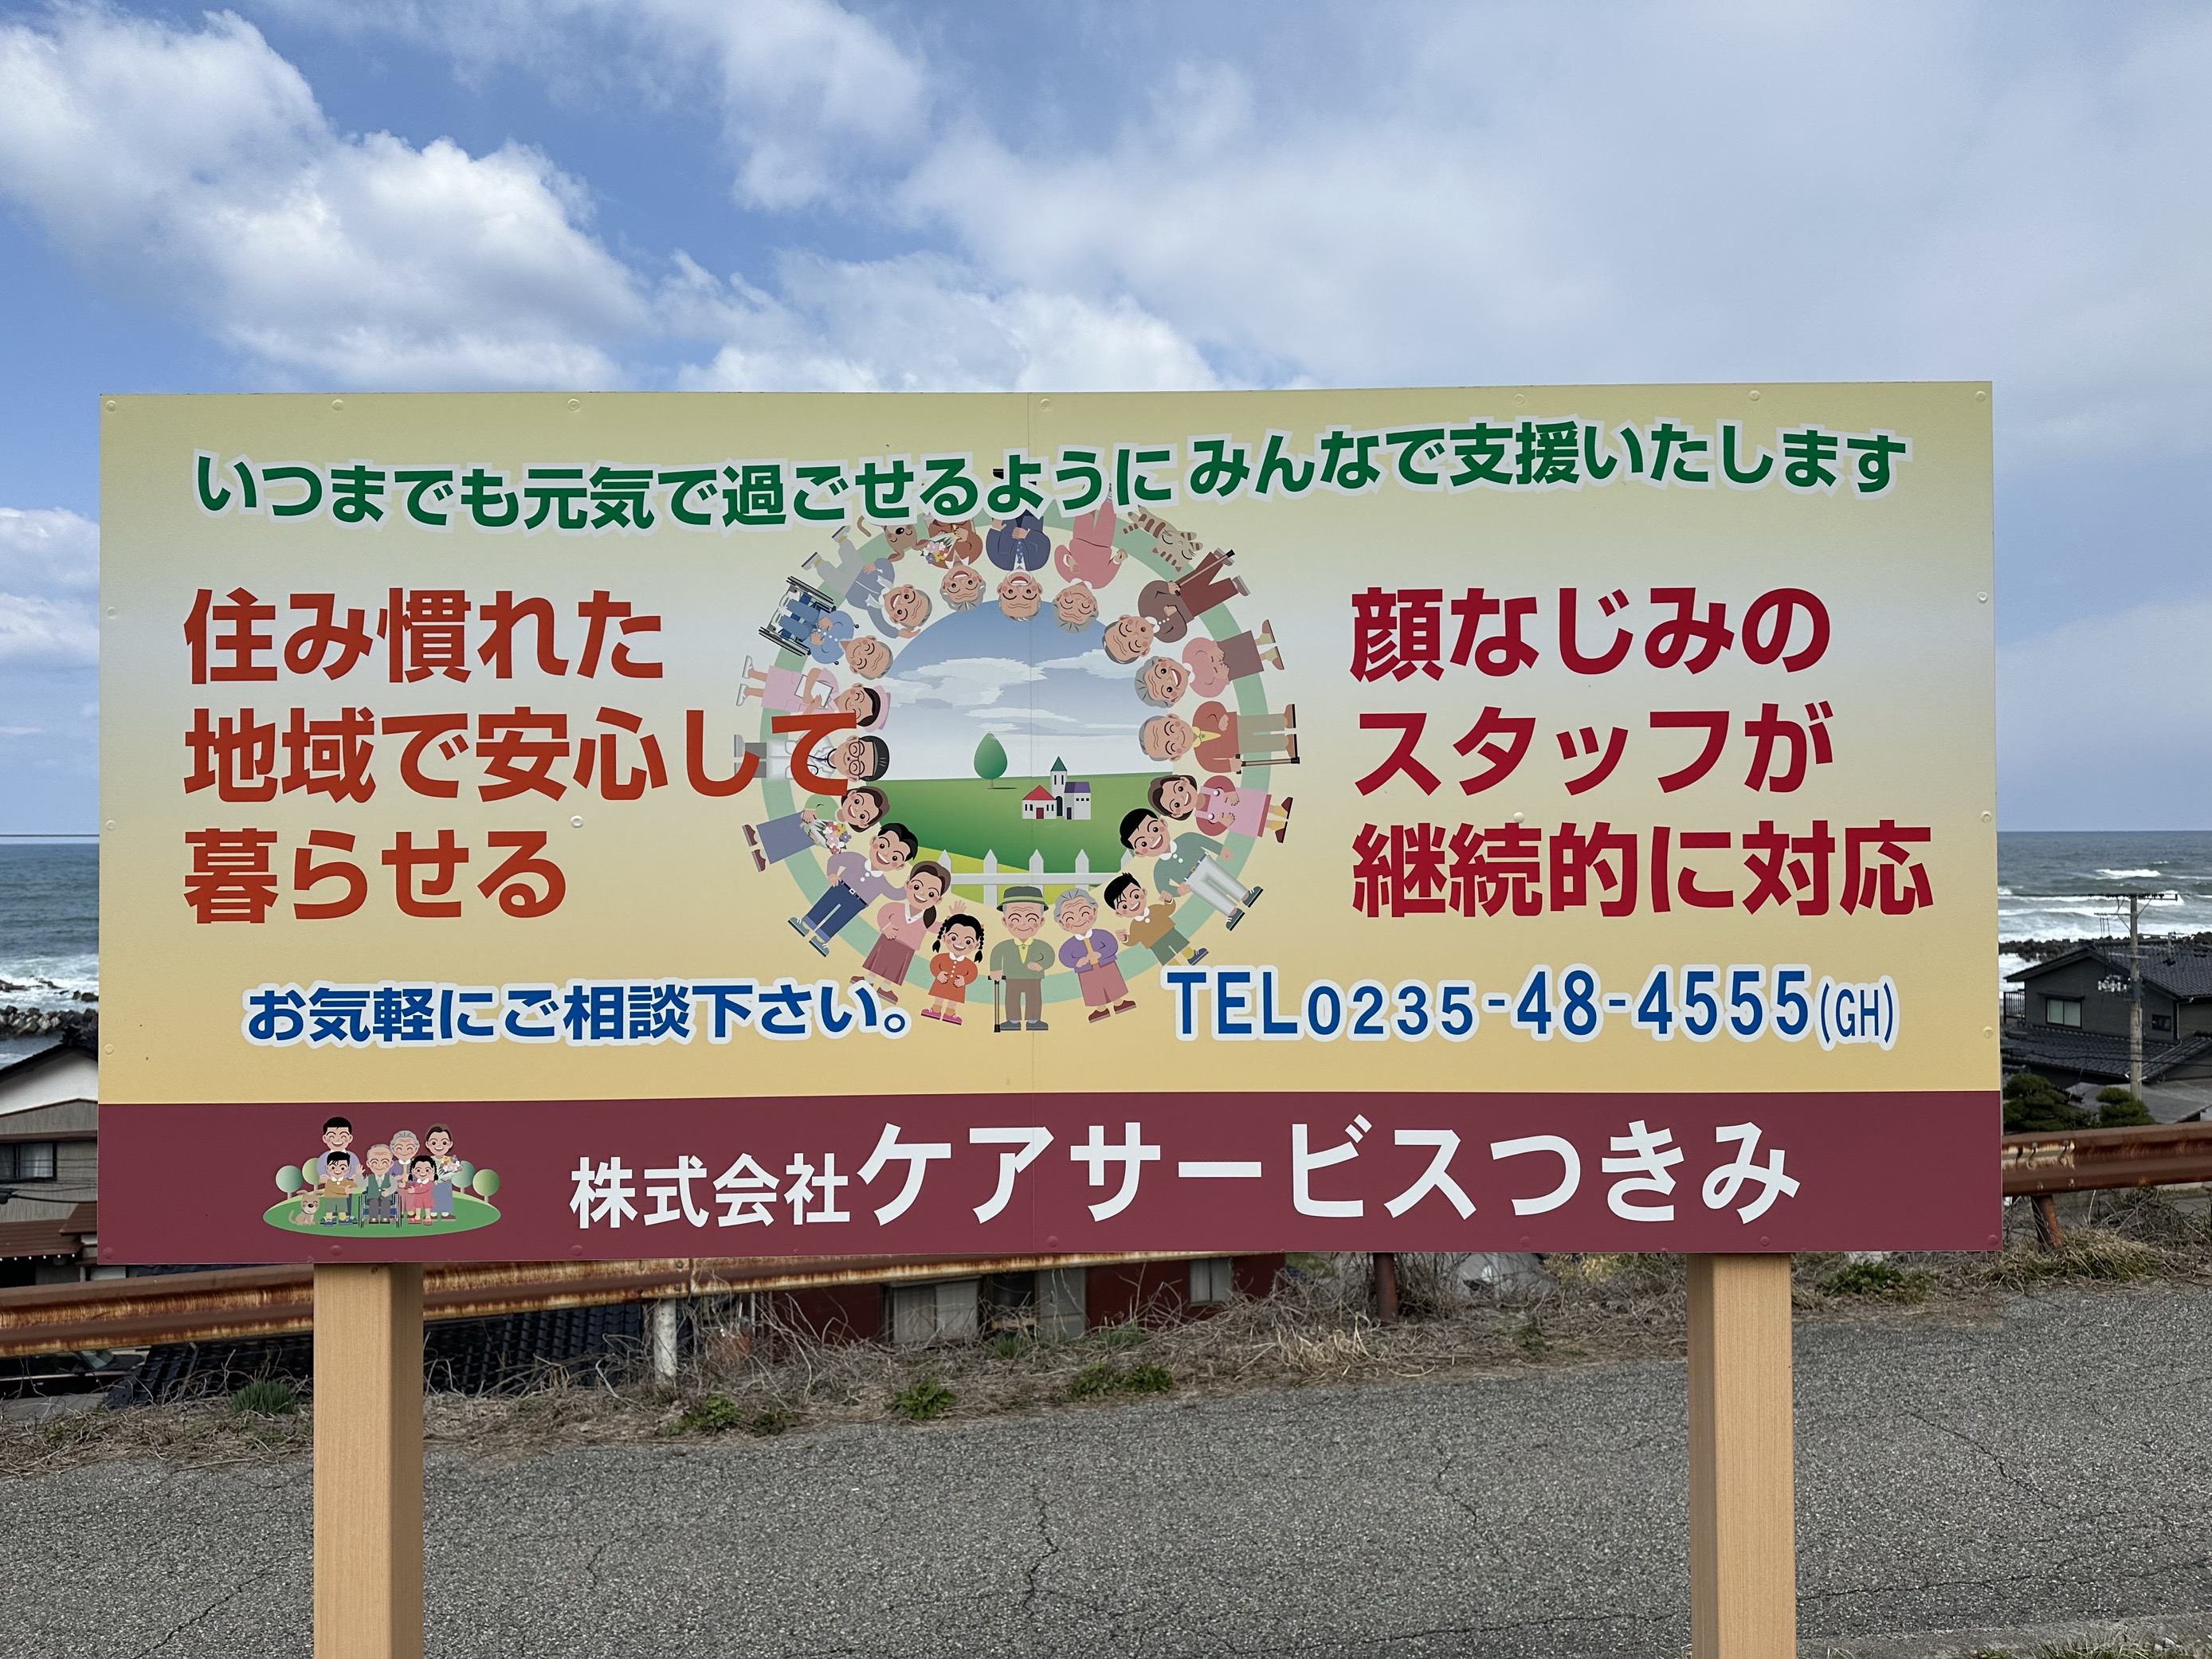 いつまでも元気で過ごせるように みんなで支援いたします
住み慣れた
地域で安心して
暮らせる
顔なじみの
スタッフが
継続的に対応
お気軽にご相談下さい。
TEL0235-48-4555(GH)
株式会社ケアサービスつきみ